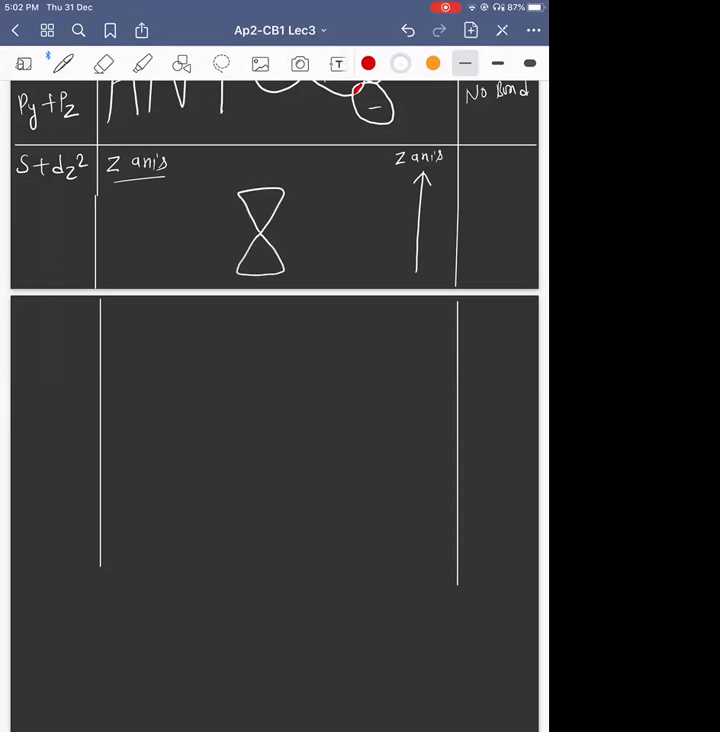 5:02 PM Thu 31 Dec
87%
Ap2-CB1 Lec3
T
Py + Pz
−
No Bond
S + dz²
Z axis
Z axis